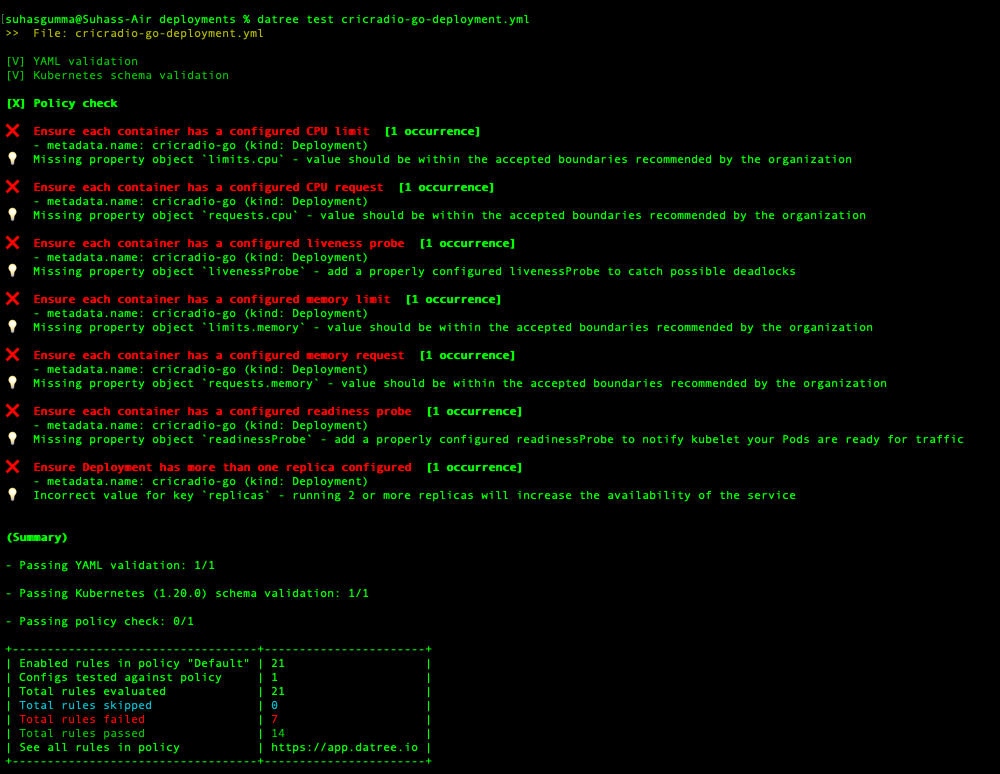 [suhasgumma@Suhass-Air deployments % datree test cricradio-go-deployment.yml
>>  File: cricradio-go-deployment.yml
[V] YAML validation
[V] Kubernetes schema validation
[X] Policy check
❌  Ensure each container has a configured CPU limit  [1 occurrence]
    - metadata.name: cricradio-go (kind: Deployment)
💡  Missing property object `limits.cpu` - value should be within the accepted boundaries recommended by the organization
❌  Ensure each container has a configured CPU request  [1 occurrence]
    - metadata.name: cricradio-go (kind: Deployment)
💡  Missing property object `requests.cpu` - value should be within the accepted boundaries recommended by the organization
❌  Ensure each container has a configured liveness probe  [1 occurrence]
    - metadata.name: cricradio-go (kind: Deployment)
💡  Missing property object `livenessProbe` - add a properly configured livenessProbe to catch possible deadlocks
❌  Ensure each container has a configured memory limit  [1 occurrence]
    - metadata.name: cricradio-go (kind: Deployment)
💡  Missing property object `limits.memory` - value should be within the accepted boundaries recommended by the organization
❌  Ensure each container has a configured memory request  [1 occurrence]
    - metadata.name: cricradio-go (kind: Deployment)
💡  Missing property object `requests.memory` - value should be within the accepted boundaries recommended by the organization
❌  Ensure each container has a configured readiness probe  [1 occurrence]
    - metadata.name: cricradio-go (kind: Deployment)
💡  Missing property object `readinessProbe` - add a properly configured readinessProbe to notify kubelet your Pods are ready for traffic
❌  Ensure Deployment has more than one replica configured  [1 occurrence]
    - metadata.name: cricradio-go (kind: Deployment)
💡  Incorrect value for key `replicas` - running 2 or more replicas will increase the availability of the service
(Summary)
- Passing YAML validation: 1/1
- Passing Kubernetes (1.20.0) schema validation: 1/1
- Passing policy check: 0/1
+-----------------------------------+-----------------------+
| Enabled rules in policy "Default" | 21                    |
| Configs tested against policy     | 1                     |
| Total rules evaluated             | 21                    |
| Total rules skipped               | 0                     |
| Total rules failed                | 7                     |
| Total rules passed                | 14                    |
| See all rules in policy           | https://app.datree.io |
+-----------------------------------+-----------------------+